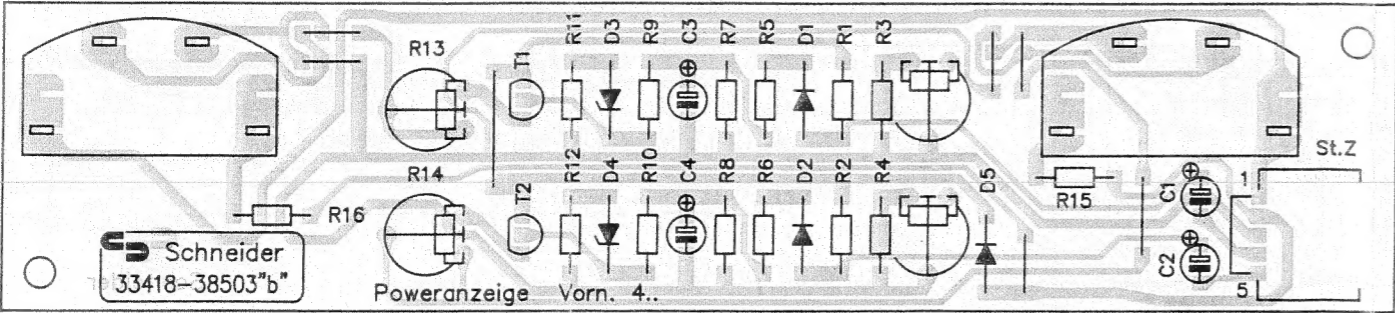 R13
T1
R11
D3
R9
C3
R7
R5
D1
R1
R3
R14
T2
R12
D4
R10
C4
R8
R6
D2
R2
R4
D5
R15
C1
C2
St.Z
1
5
R16
Schneider
33418-38503"b"
Poweranzeige Vorn. 4..